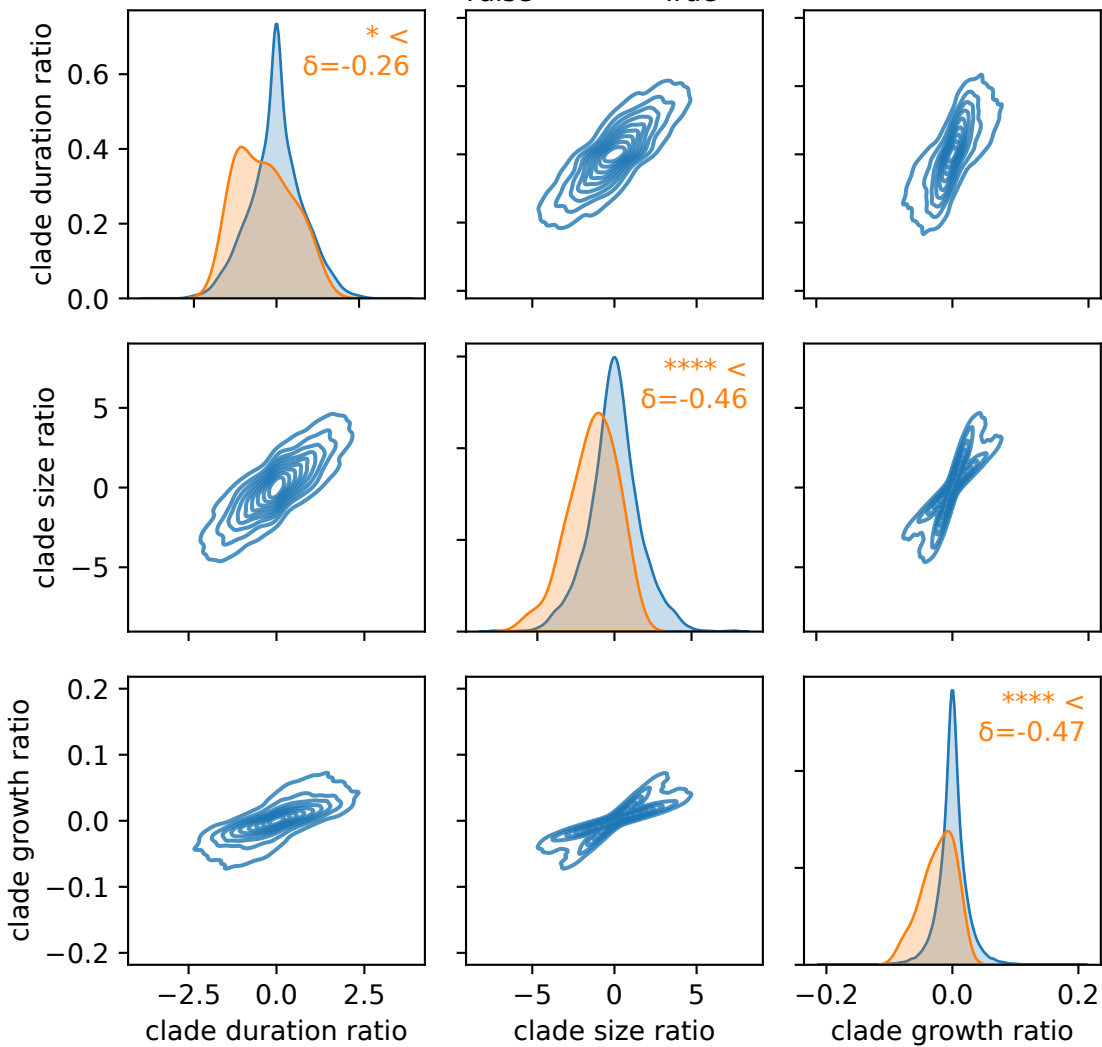 * <
δ=-0.26
clade duration ratio
0.6
0.4
0.2
0.0
**** <
δ=-0.46
clade size ratio
5
0
−5
**** <
δ=-0.47
clade growth ratio
0.2
0.1
0.0
−0.1
−0.2
−2.5 0.0 2.5
−5 0 5
−0.2 0.0 0.2
clade duration ratio
clade size ratio
clade growth ratio